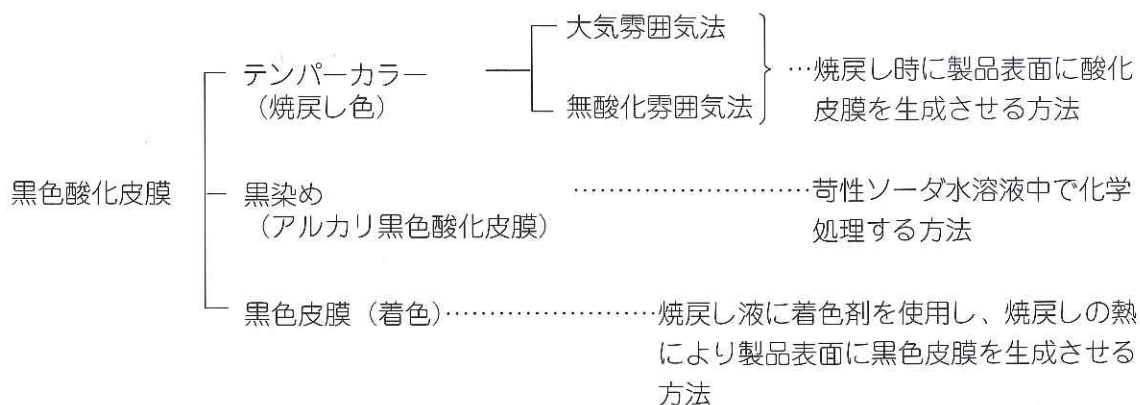 黒色酸化皮膜
テンパーカラー
（焼戻し色）
大気雰囲気法
無酸化雰囲気法
…焼戻し時に製品表面に酸化
皮膜を生成させる方法
黒染め
（アルカリ黒色酸化皮膜）
……………………苛性ソーダ水溶液中で化学
処理する方法
黒色皮膜（着色）…………………焼戻し液に着色剤を使用し、焼戻しの熱
により製品表面に黒色皮膜を生成させる
方法